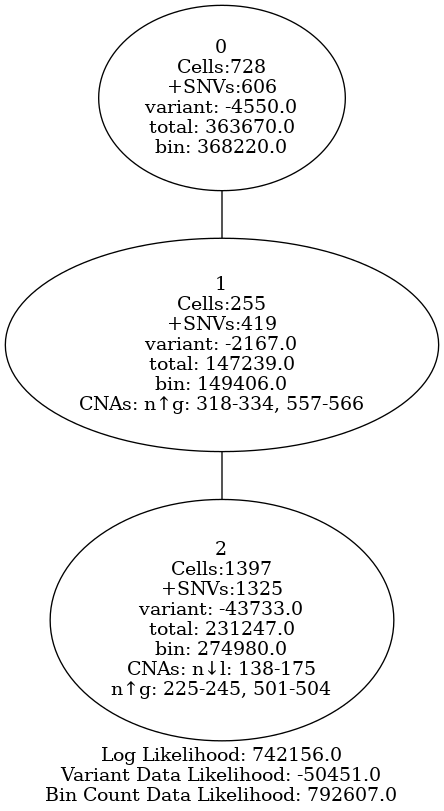 0
Cells:728
+SNVs:606
variant: -4550.0
total: 363670.0
bin: 368220.0
1
Cells:255
+SNVs:419
variant: -2167.0
total: 147239.0
bin: 149406.0
CNAs: n↑g: 318-334, 557-566
2
Cells:1397
+SNVs:1325
variant: -43733.0
total: 231247.0
bin: 274980.0
CNAs: n↓l: 138-175
n↑g: 225-245, 501-504
Log Likelihood: 742156.0
Variant Data Likelihood: -50451.0
Bin Count Data Likelihood: 792607.0